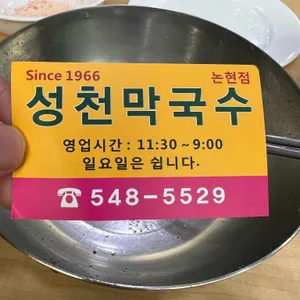 Since 1966
논현점
성천막국수
영업시간 : 11:30 ~ 9:00
일요일은 쉽니다.
☎ 548-5529